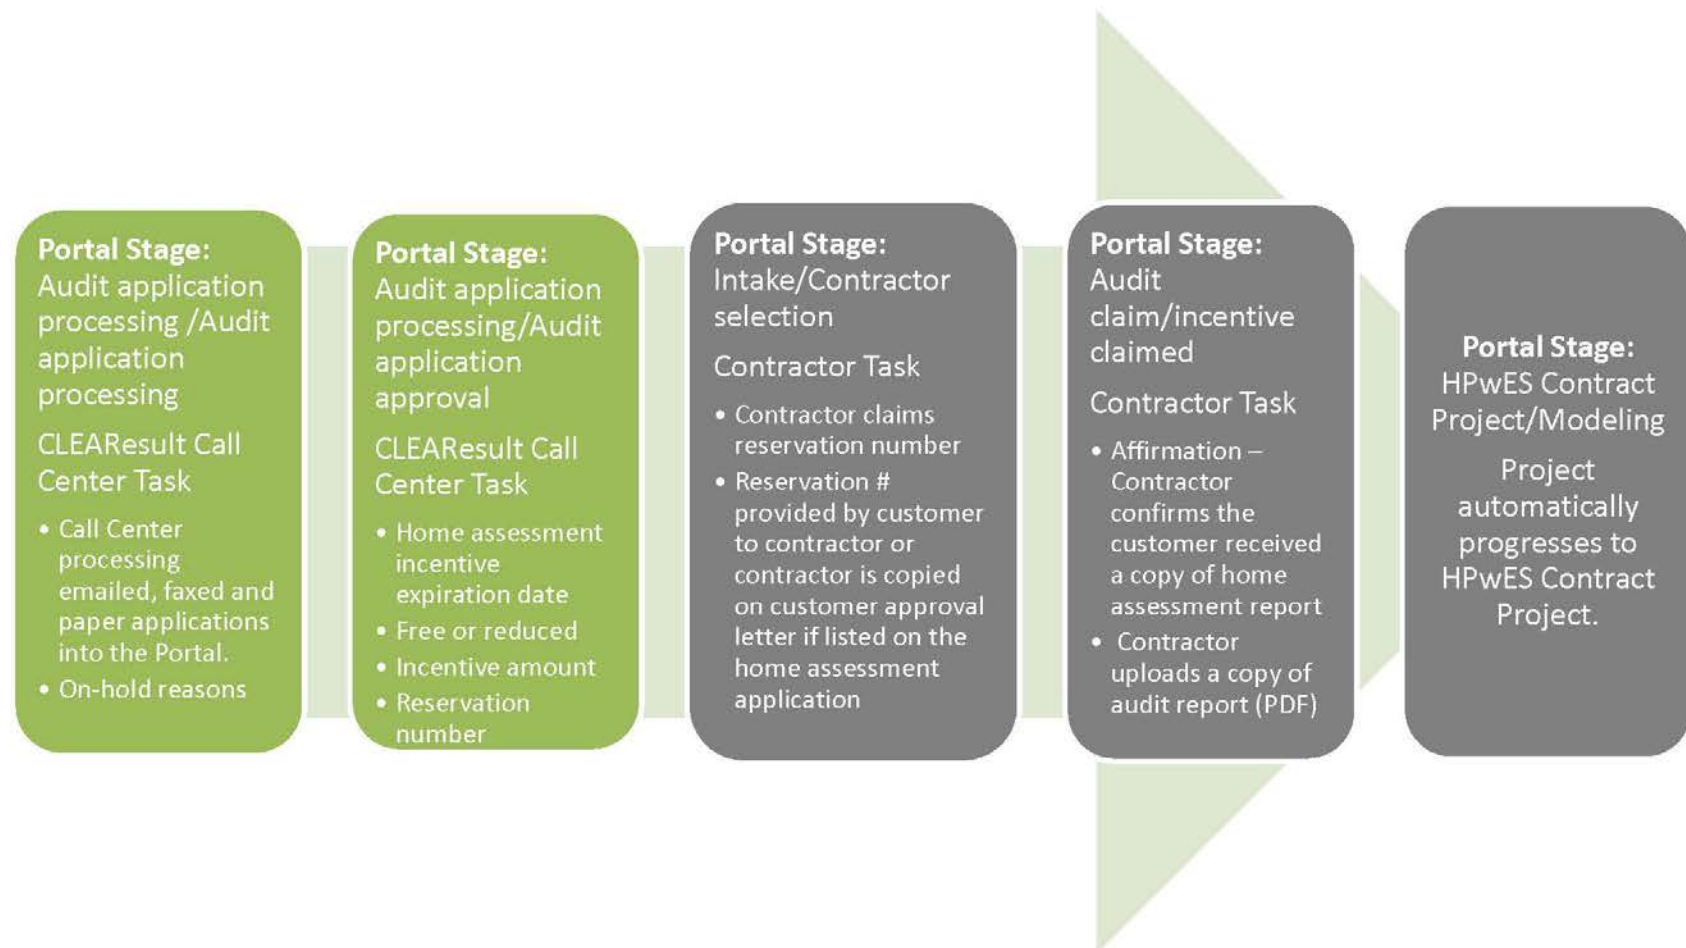 Portal Stage:
Audit application
processing /Audit
application
processing
CLEAResult Call
Center Task
• Call Center
processing
emailed, faxed and
paper applications
into the Portal.
• On-hold reasons
Portal Stage:
Audit application
processing/Audit
application
approval
CLEAResult Call
Center Task
• Home assessment
incentive
expiration date
• Free or reduced
• Incentive amount
• Reservation
number
Portal Stage:
Intake/Contractor
selection
Contractor Task
• Contractor claims
reservation number
• Reservation #
provided by customer
to contractor or
contractor is copied
on customer approval
letter if listed on the
home assessment
application
Portal Stage:
Audit
claim/incentive
claimed
Contractor Task
• Affirmation –
Contractor
confirms the
customer received
a copy of home
assessment report
• Contractor
uploads a copy of
audit report (PDF)
Portal Stage:
HPwES Contract
Project/Modeling
Project
automatically
progresses to
HPwES Contract
Project.